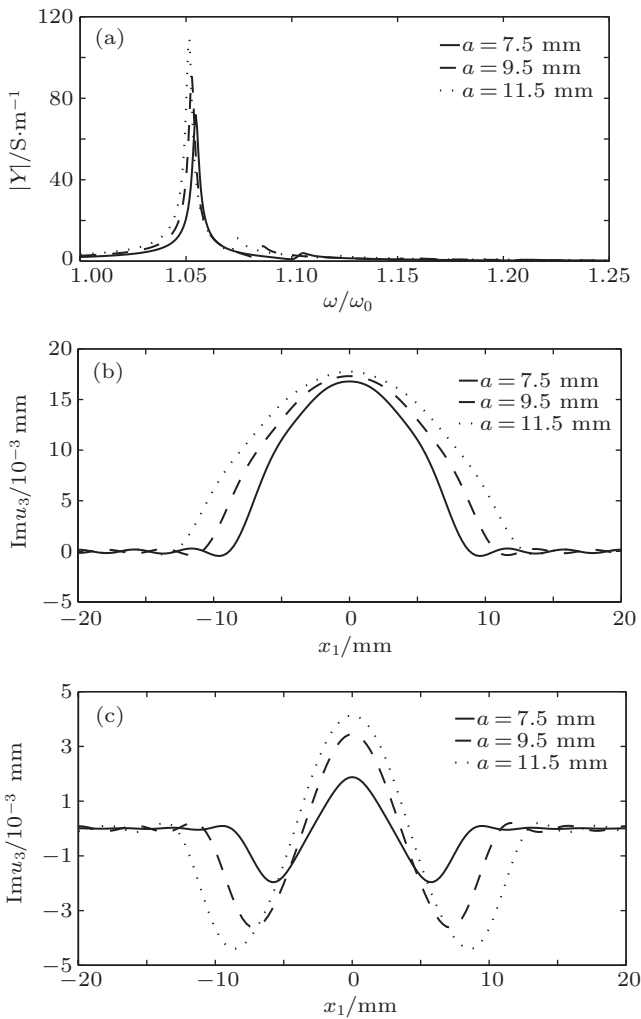 (a)
120
80
40
0
|Y|/S·m⁻¹
a = 7.5 mm
a = 9.5 mm
a = 11.5 mm
1.00 1.05 1.10 1.15 1.20 1.25
ω/ω₀
(b)
20
15
10
5
0
−5
Imu₃/10⁻³ mm
a = 7.5 mm
a = 9.5 mm
a = 11.5 mm
−20 −10 0 10 20
x₁/mm
(c)
5
3
1
−1
−3
−5
Imu₃/10⁻³ mm
a = 7.5 mm
a = 9.5 mm
a = 11.5 mm
−20 −10 0 10 20
x₁/mm